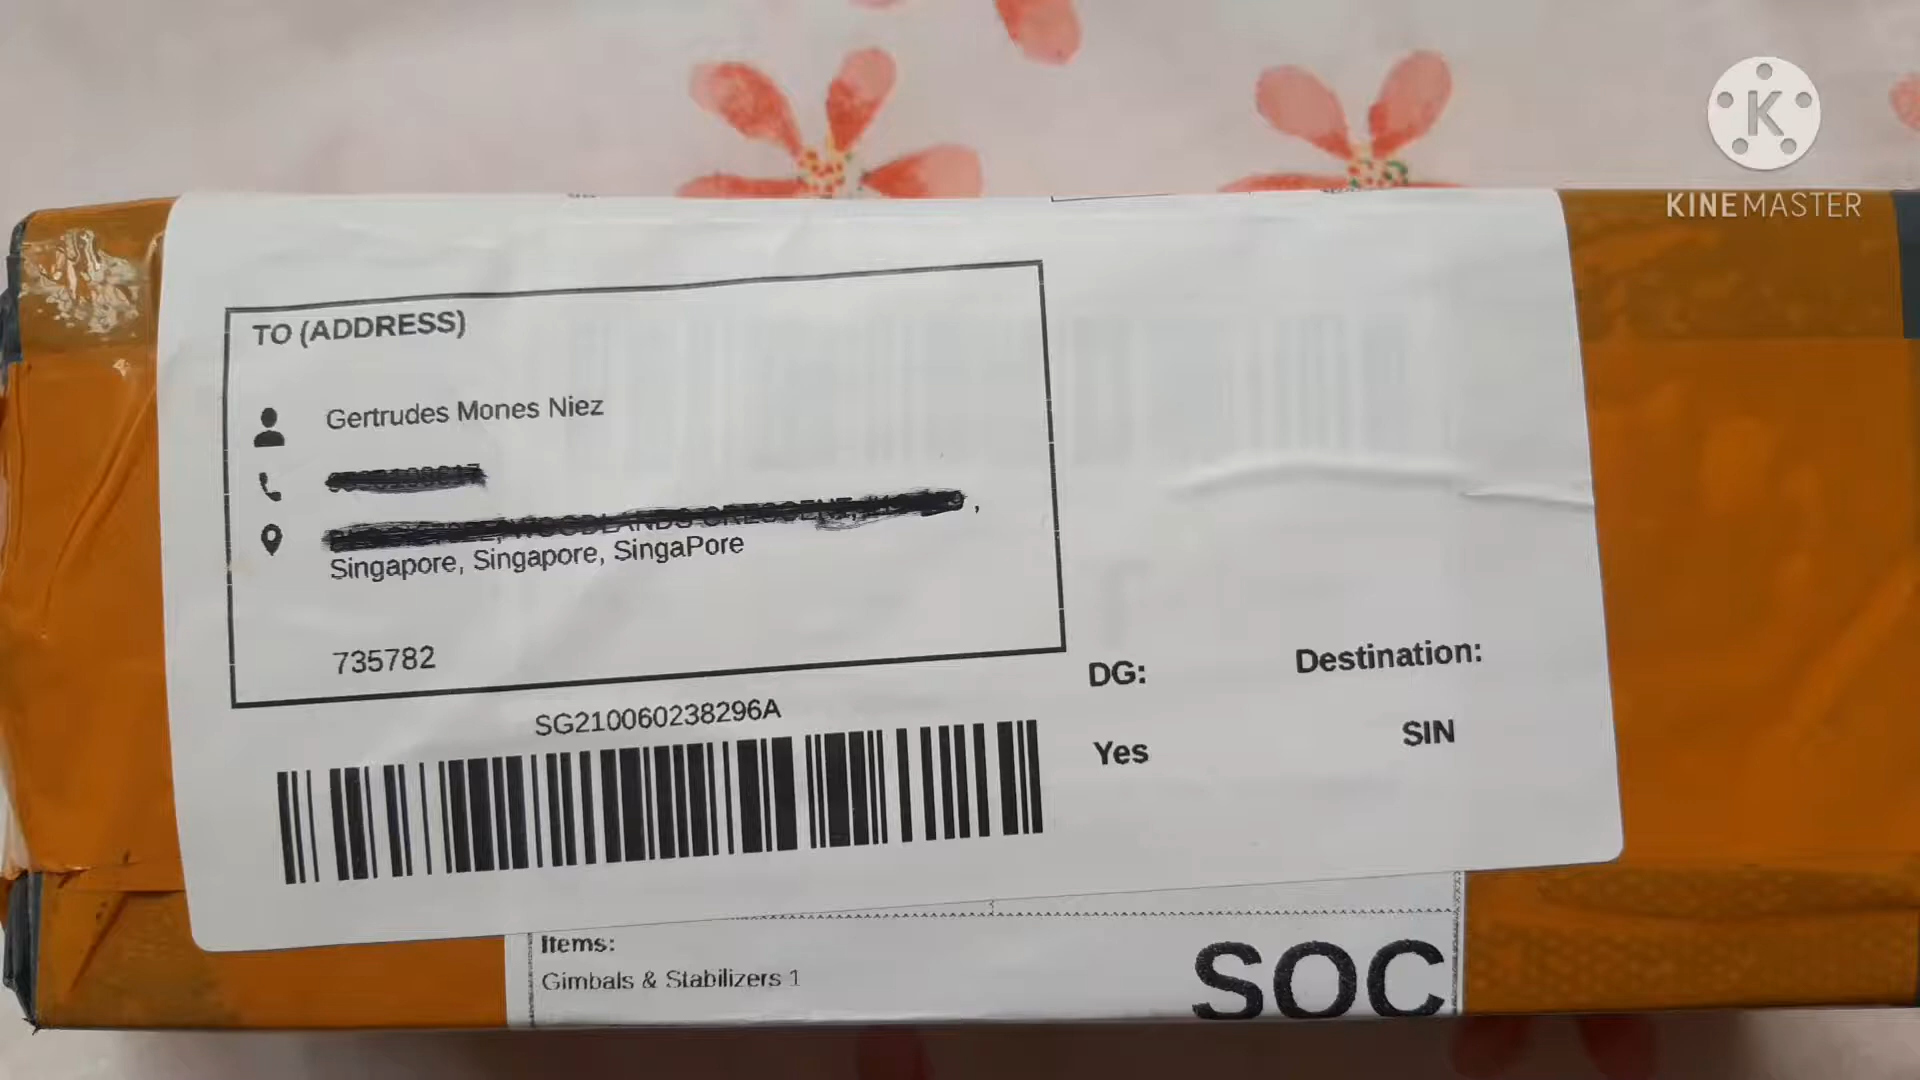 K
KINEMASTER
TO (ADDRESS)
Gertrudes Mones Niez
,
Singapore, Singapore, SingaPore
735782
SG210060238296A
DG:
Destination:
Yes
SIN
Items:
Gimbals & Stabilizers 1
SOC